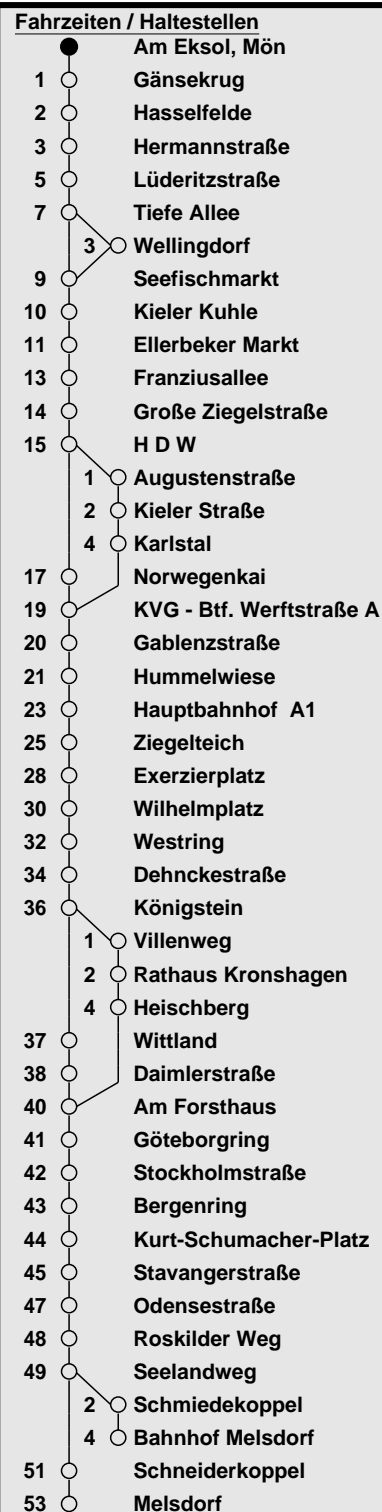 Fahrzeiten / Haltestellen
Am Eksol, Mön
1 Gänsekrug
2 Hasselfelde
3 Hermannstraße
5 Lüderitzstraße
7 Tiefe Allee
3 Wellingdorf
9 Seefischmarkt
10 Kieler Kuhle
11 Ellerbeker Markt
13 Franziusallee
14 Große Ziegelstraße
15 H D W
1 Augustenstraße
2 Kieler Straße
4 Karlstal
17 Norwegenkai
19 KVG - Btf. Werftstraße A
20 Gablenzstraße
21 Hummelwiese
23 Hauptbahnhof A1
25 Ziegelteich
28 Exerzierplatz
30 Wilhelmplatz
32 Westring
34 Dehnckestraße
36 Königstein
1 Villenweg
2 Rathaus Kronshagen
4 Heischberg
37 Wittland
38 Daimlerstraße
40 Am Forsthaus
41 Göteborgring
42 Stockholmstraße
43 Bergenring
44 Kurt-Schumacher-Platz
45 Stavangerstraße
47 Odensestraße
48 Roskilder Weg
49 Seelandweg
2 Schmiedekoppel
4 Bahnhof Melsdorf
51 Schneiderkoppel
53 Melsdorf